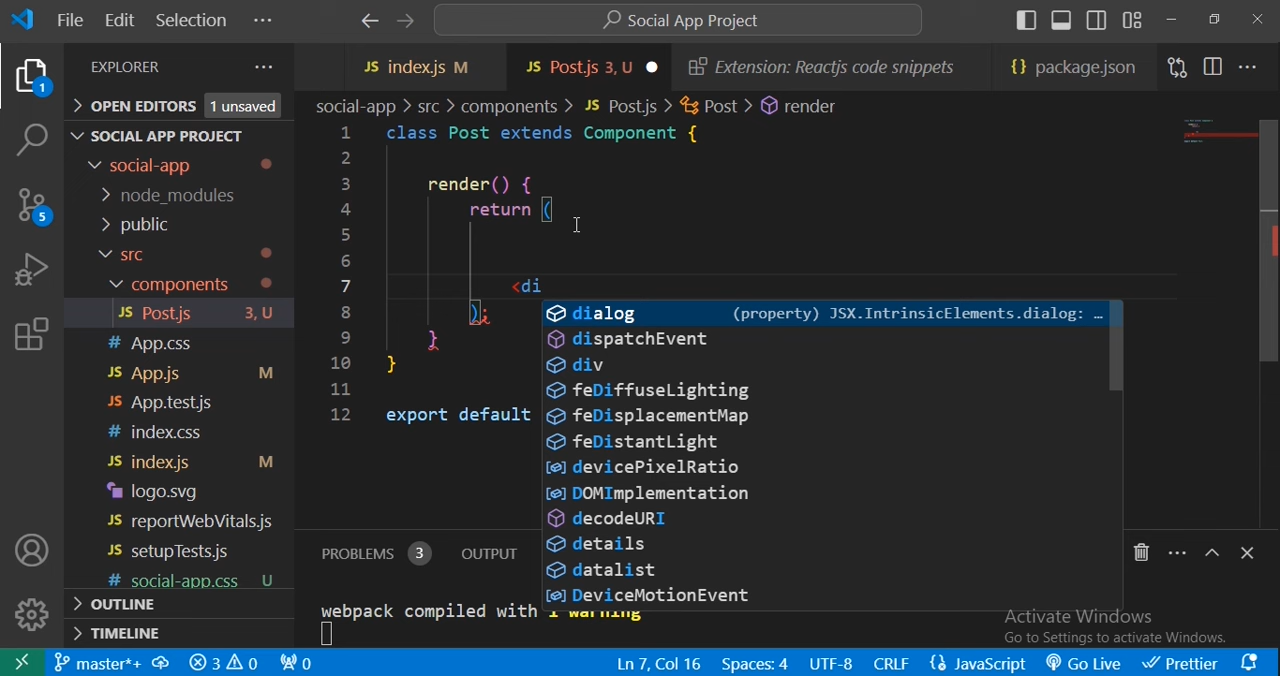 File Edit Selection ··· Social App Project
EXPLORER ···
JS index.js M JS Post.js 3, U Extension: Reactjs code snippets {} package.json ···
OPEN EDITORS 1 unsaved
SOCIAL APP PROJECT
social-app
node_modules
public
src
components
JS Post.js 3, U
# App.css
JS App.js M
JS App.test.js
# index.css
JS index.js M
logo.svg
JS reportWebVitals.js
JS setupTests.js
# social-app.css U
OUTLINE
TIMELINE
1
5
social-app > src > components > JS Post.js > Post > render
1 class Post extends Component {
2
3 render() {
4 return (
5
6
7 <di
8 );
9 }
10 }
11
12 export default
dialog (property) JSX.IntrinsicElements.dialog: …
dispatchEvent
div
feDiffuseLighting
feDisplacementMap
feDistantLight
devicePixelRatio
DOMImplementation
decodeURI
details
datalist
DeviceMotionEvent
PROBLEMS 3 OUTPUT ···
webpack compiled with 1 warning
Activate Windows
Go to Settings to activate Windows.
master*+ 3 0 0 Ln 7, Col 16 Spaces: 4 UTF-8 CRLF {} JavaScript Go Live Prettier